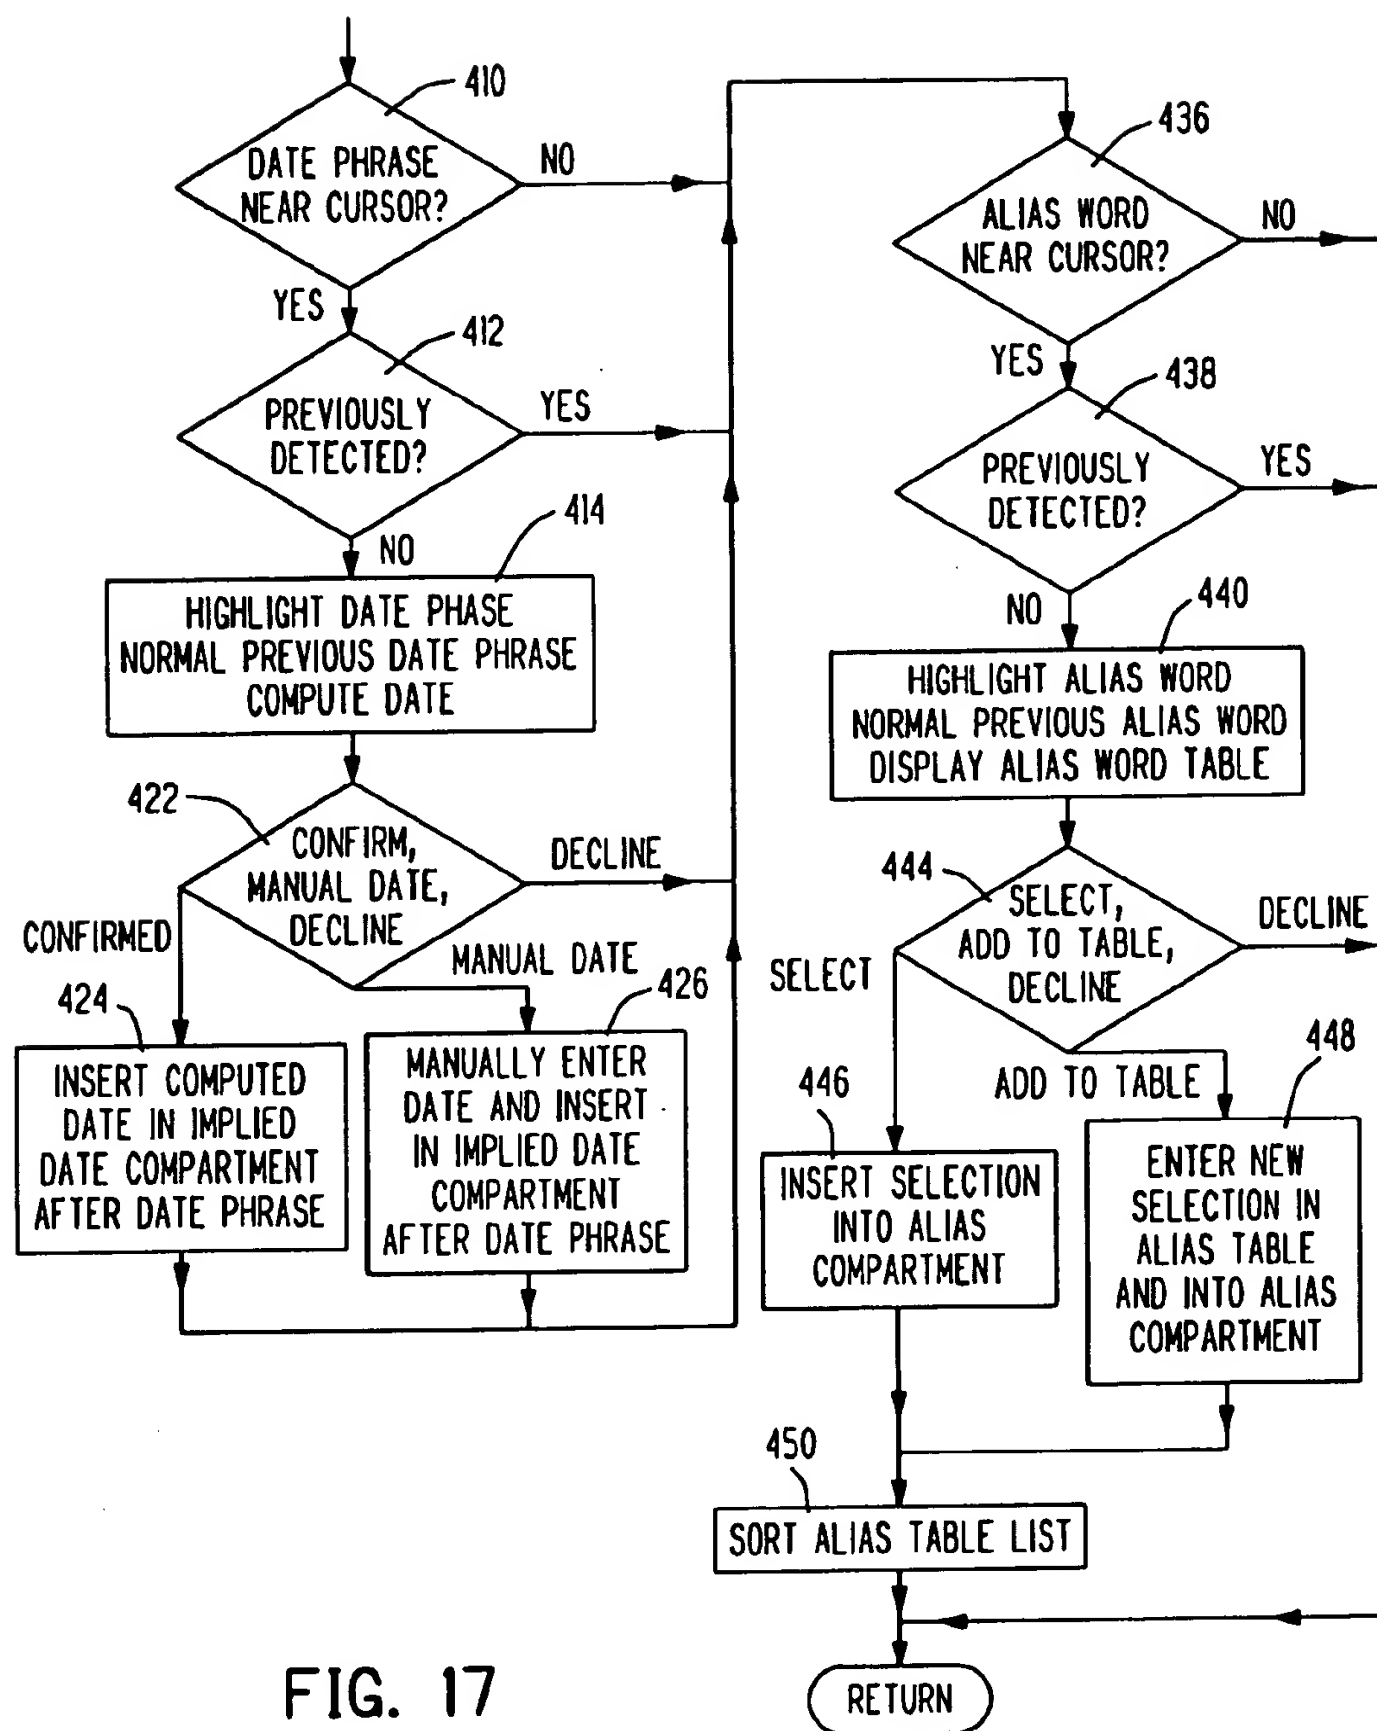 410
DATE PHRASE
NEAR CURSOR?
NO
YES
412
PREVIOUSLY
DETECTED?
YES
NO
414
HIGHLIGHT DATE PHASE
NORMAL PREVIOUS DATE PHRASE
COMPUTE DATE
422
CONFIRM,
MANUAL DATE,
DECLINE
DECLINE
CONFIRMED
MANUAL DATE
424
INSERT COMPUTED
DATE IN IMPLIED
DATE COMPARTMENT
AFTER DATE PHRASE
426
MANUALLY ENTER
DATE AND INSERT
IN IMPLIED DATE
COMPARTMENT
AFTER DATE PHRASE
436
ALIAS WORD
NEAR CURSOR?
NO
YES
438
PREVIOUSLY
DETECTED?
YES
NO
440
HIGHLIGHT ALIAS WORD
NORMAL PREVIOUS ALIAS WORD
DISPLAY ALIAS WORD TABLE
444
SELECT,
ADD TO TABLE,
DECLINE
DECLINE
SELECT
ADD TO TABLE
446
INSERT SELECTION
INTO ALIAS
COMPARTMENT
448
ENTER NEW
SELECTION IN
ALIAS TABLE
AND INTO ALIAS
COMPARTMENT
450
SORT ALIAS TABLE LIST
RETURN
FIG. 17